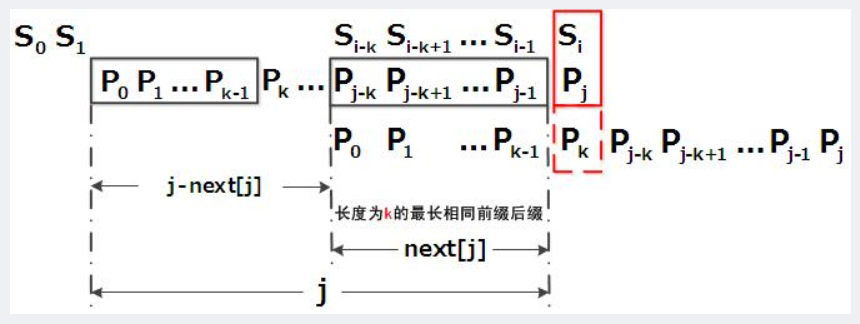 S₀ S₁ Sᵢ₋ₖ Sᵢ₋ₖ₊₁ ... Sᵢ₋₁ Sᵢ
P₀ P₁ ... Pₖ₋₁ Pₖ ... Pⱼ₋ₖ Pⱼ₋ₖ₊₁ ... Pⱼ₋₁ Pⱼ
P₀ P₁ ... Pₖ₋₁ Pₖ Pⱼ₋ₖ Pⱼ₋ₖ₊₁ ... Pⱼ₋₁ Pⱼ
j-next[j]
长度为k的最长相同前缀后缀
next[j]
j